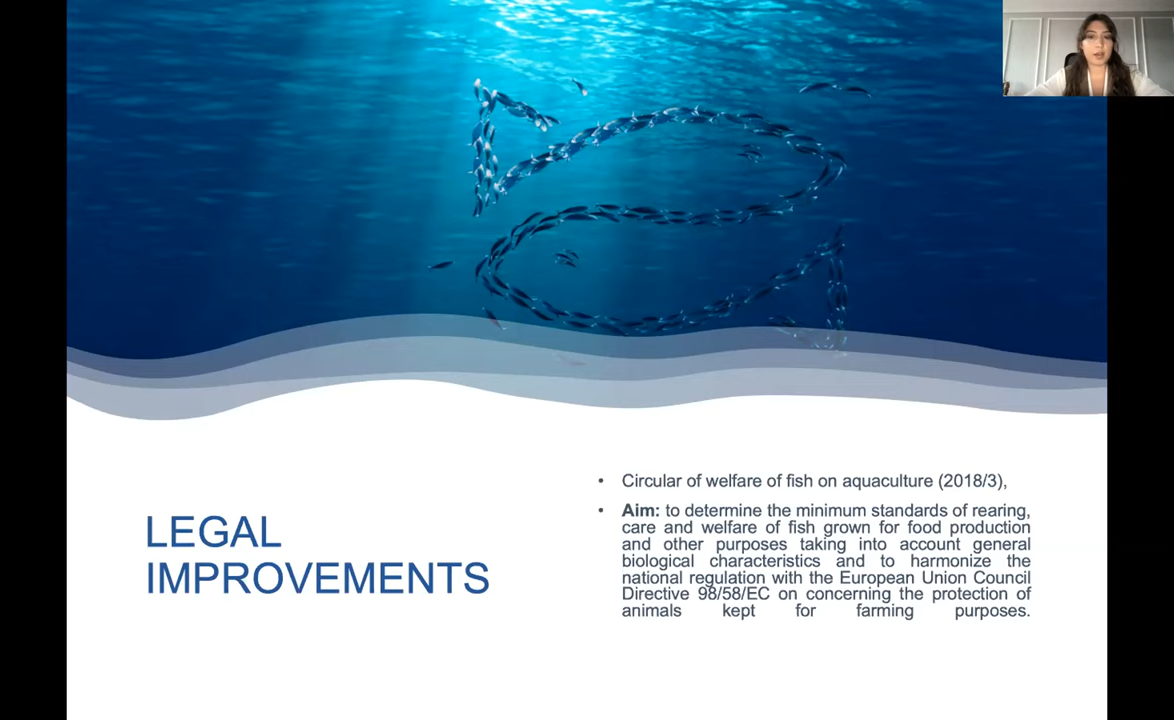 LEGAL
IMPROVEMENTS
• Circular of welfare of fish on aquaculture (2018/3),
• Aim: to determine the minimum standards of rearing,
care and welfare of fish grown for food production
and other purposes taking into account general
biological characteristics and to harmonize the
national regulation with the European Union Council
Directive 98/58/EC on concerning the protection of
animals kept for farming purposes.